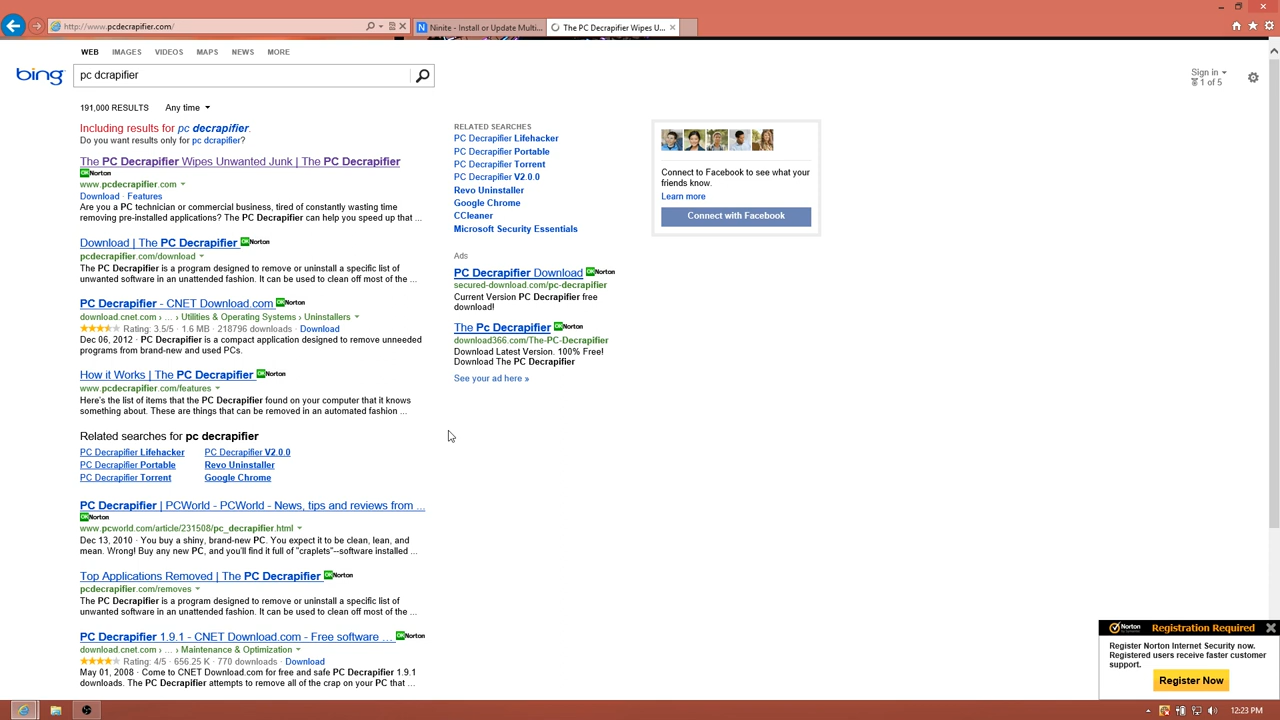 http://www.pcdecrapifier.com/
Ninite - Install or Update Multi...
The PC Decrapifier Wipes U...
WEB IMAGES VIDEOS MAPS NEWS MORE
bing
pc dcrapifier
Sign in
1 of 5
191,000 RESULTS Any time
Including results for pc decrapifier.
Do you want results only for pc dcrapifier?
The PC Decrapifier Wipes Unwanted Junk | The PC Decrapifier
OK Norton
www.pcdecrapifier.com
Download · Features
Are you a PC technician or commercial business, tired of constantly wasting time
removing pre-installed applications? The PC Decrapifier can help you speed up that ...
Download | The PC Decrapifier OK Norton
pcdecrapifier.com/download
The PC Decrapifier is a program designed to remove or uninstall a specific list of
unwanted software in an unattended fashion. It can be used to clean off most of the ...
PC Decrapifier - CNET Download.com OK Norton
download.cnet.com › ... › Utilities & Operating Systems › Uninstallers
Rating: 3.5/5 · 1.6 MB · 218796 downloads · Download
Dec 06, 2012 · PC Decrapifier is a compact application designed to remove unneeded
programs from brand-new and used PCs.
How it Works | The PC Decrapifier OK Norton
www.pcdecrapifier.com/features
Here's the list of items that the PC Decrapifier found on your computer that it knows
something about. These are things that can be removed in an automated fashion ...
Related searches for pc decrapifier
PC Decrapifier Lifehacker PC Decrapifier V2.0.0
PC Decrapifier Portable Revo Uninstaller
PC Decrapifier Torrent Google Chrome
PC Decrapifier | PCWorld - PCWorld - News, tips and reviews from ...
OK Norton
www.pcworld.com/article/231508/pc_decrapifier.html
Dec 13, 2010 · You buy a shiny, brand-new PC. You expect it to be clean, lean, and
mean. Wrong! Buy any new PC, and you'll find it full of "craplets"--software installed ...
Top Applications Removed | The PC Decrapifier OK Norton
pcdecrapifier.com/removes
The PC Decrapifier is a program designed to remove or uninstall a specific list of
unwanted software in an unattended fashion. It can be used to clean off most of the ...
PC Decrapifier 1.9.1 - CNET Download.com - Free software ... OK Norton
download.cnet.com › ... › Maintenance & Optimization
Rating: 4/5 · 656.25 K · 770 downloads · Download
May 01, 2008 · Come to CNET Download.com for free and safe PC Decrapifier 1.9.1
downloads. The PC Decrapifier attempts to remove all of the crap on your PC that ...
RELATED SEARCHES
PC Decrapifier Lifehacker
PC Decrapifier Portable
PC Decrapifier Torrent
PC Decrapifier V2.0.0
Revo Uninstaller
Google Chrome
CCleaner
Microsoft Security Essentials
Ads
PC Decrapifier Download OK Norton
secured-download.com/pc-decrapifier
Current Version PC Decrapifier free
download!
The Pc Decrapifier OK Norton
download366.com/The-PC-Decrapifier
Download Latest Version. 100% Free!
Download The PC Decrapifier
See your ad here »
Connect to Facebook to see what your
friends know.
Learn more
Connect with Facebook
Norton Registration Required
Register Norton Internet Security now.
Registered users receive faster customer
support.
Register Now
12:23 PM